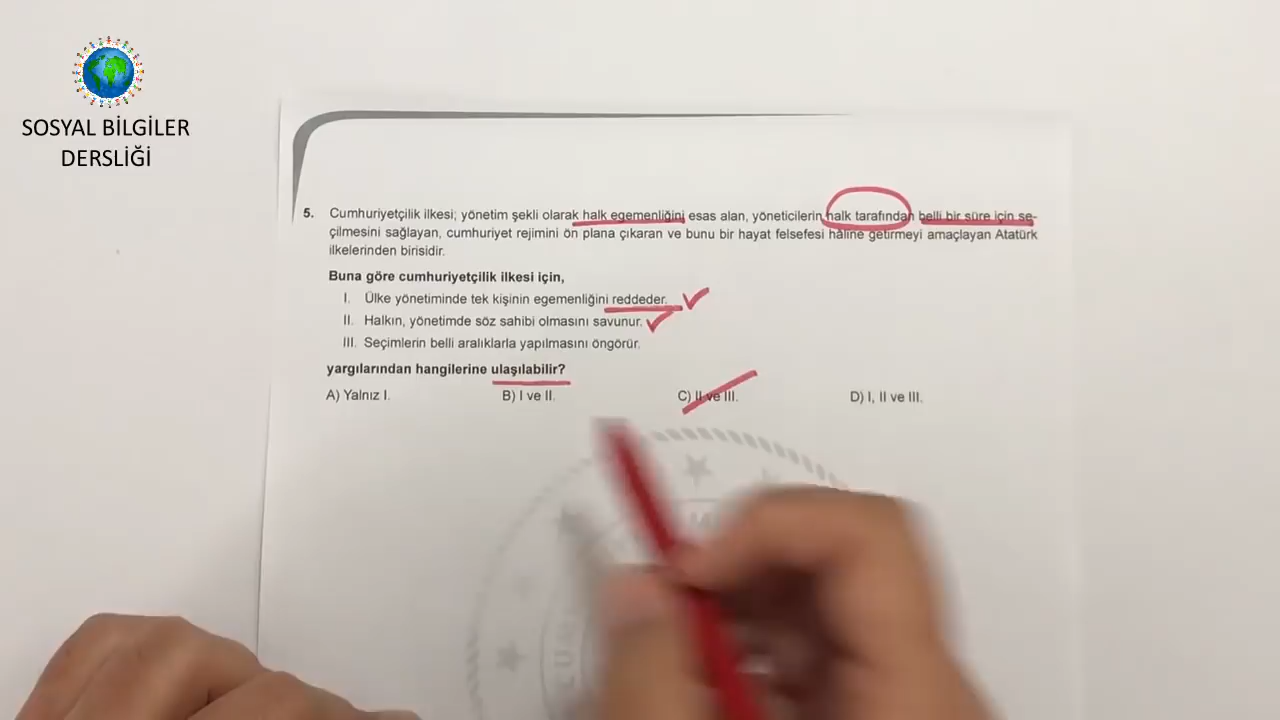 SOSYAL BİLGİLER
DERSLİĞİ
5. Cumhuriyetçilik ilkesi; yönetim şekli olarak halk egemenliğini esas alan, yöneticilerin halk tarafından belli bir süre için se-
çilmesini sağlayan, cumhuriyet rejimini ön plana çıkaran ve bunu bir hayat felsefesi hâline getirmeyi amaçlayan Atatürk
ilkelerinden birisidir.
Buna göre cumhuriyetçilik ilkesi için,
I. Ülke yönetiminde tek kişinin egemenliğini reddeder.
II. Halkın, yönetimde söz sahibi olmasını savunur.
III. Seçimlerin belli aralıklarla yapılmasını öngörür.
yargılarından hangilerine ulaşılabilir?
A) Yalnız I. B) I ve II. C) II ve III. D) I, II ve III.